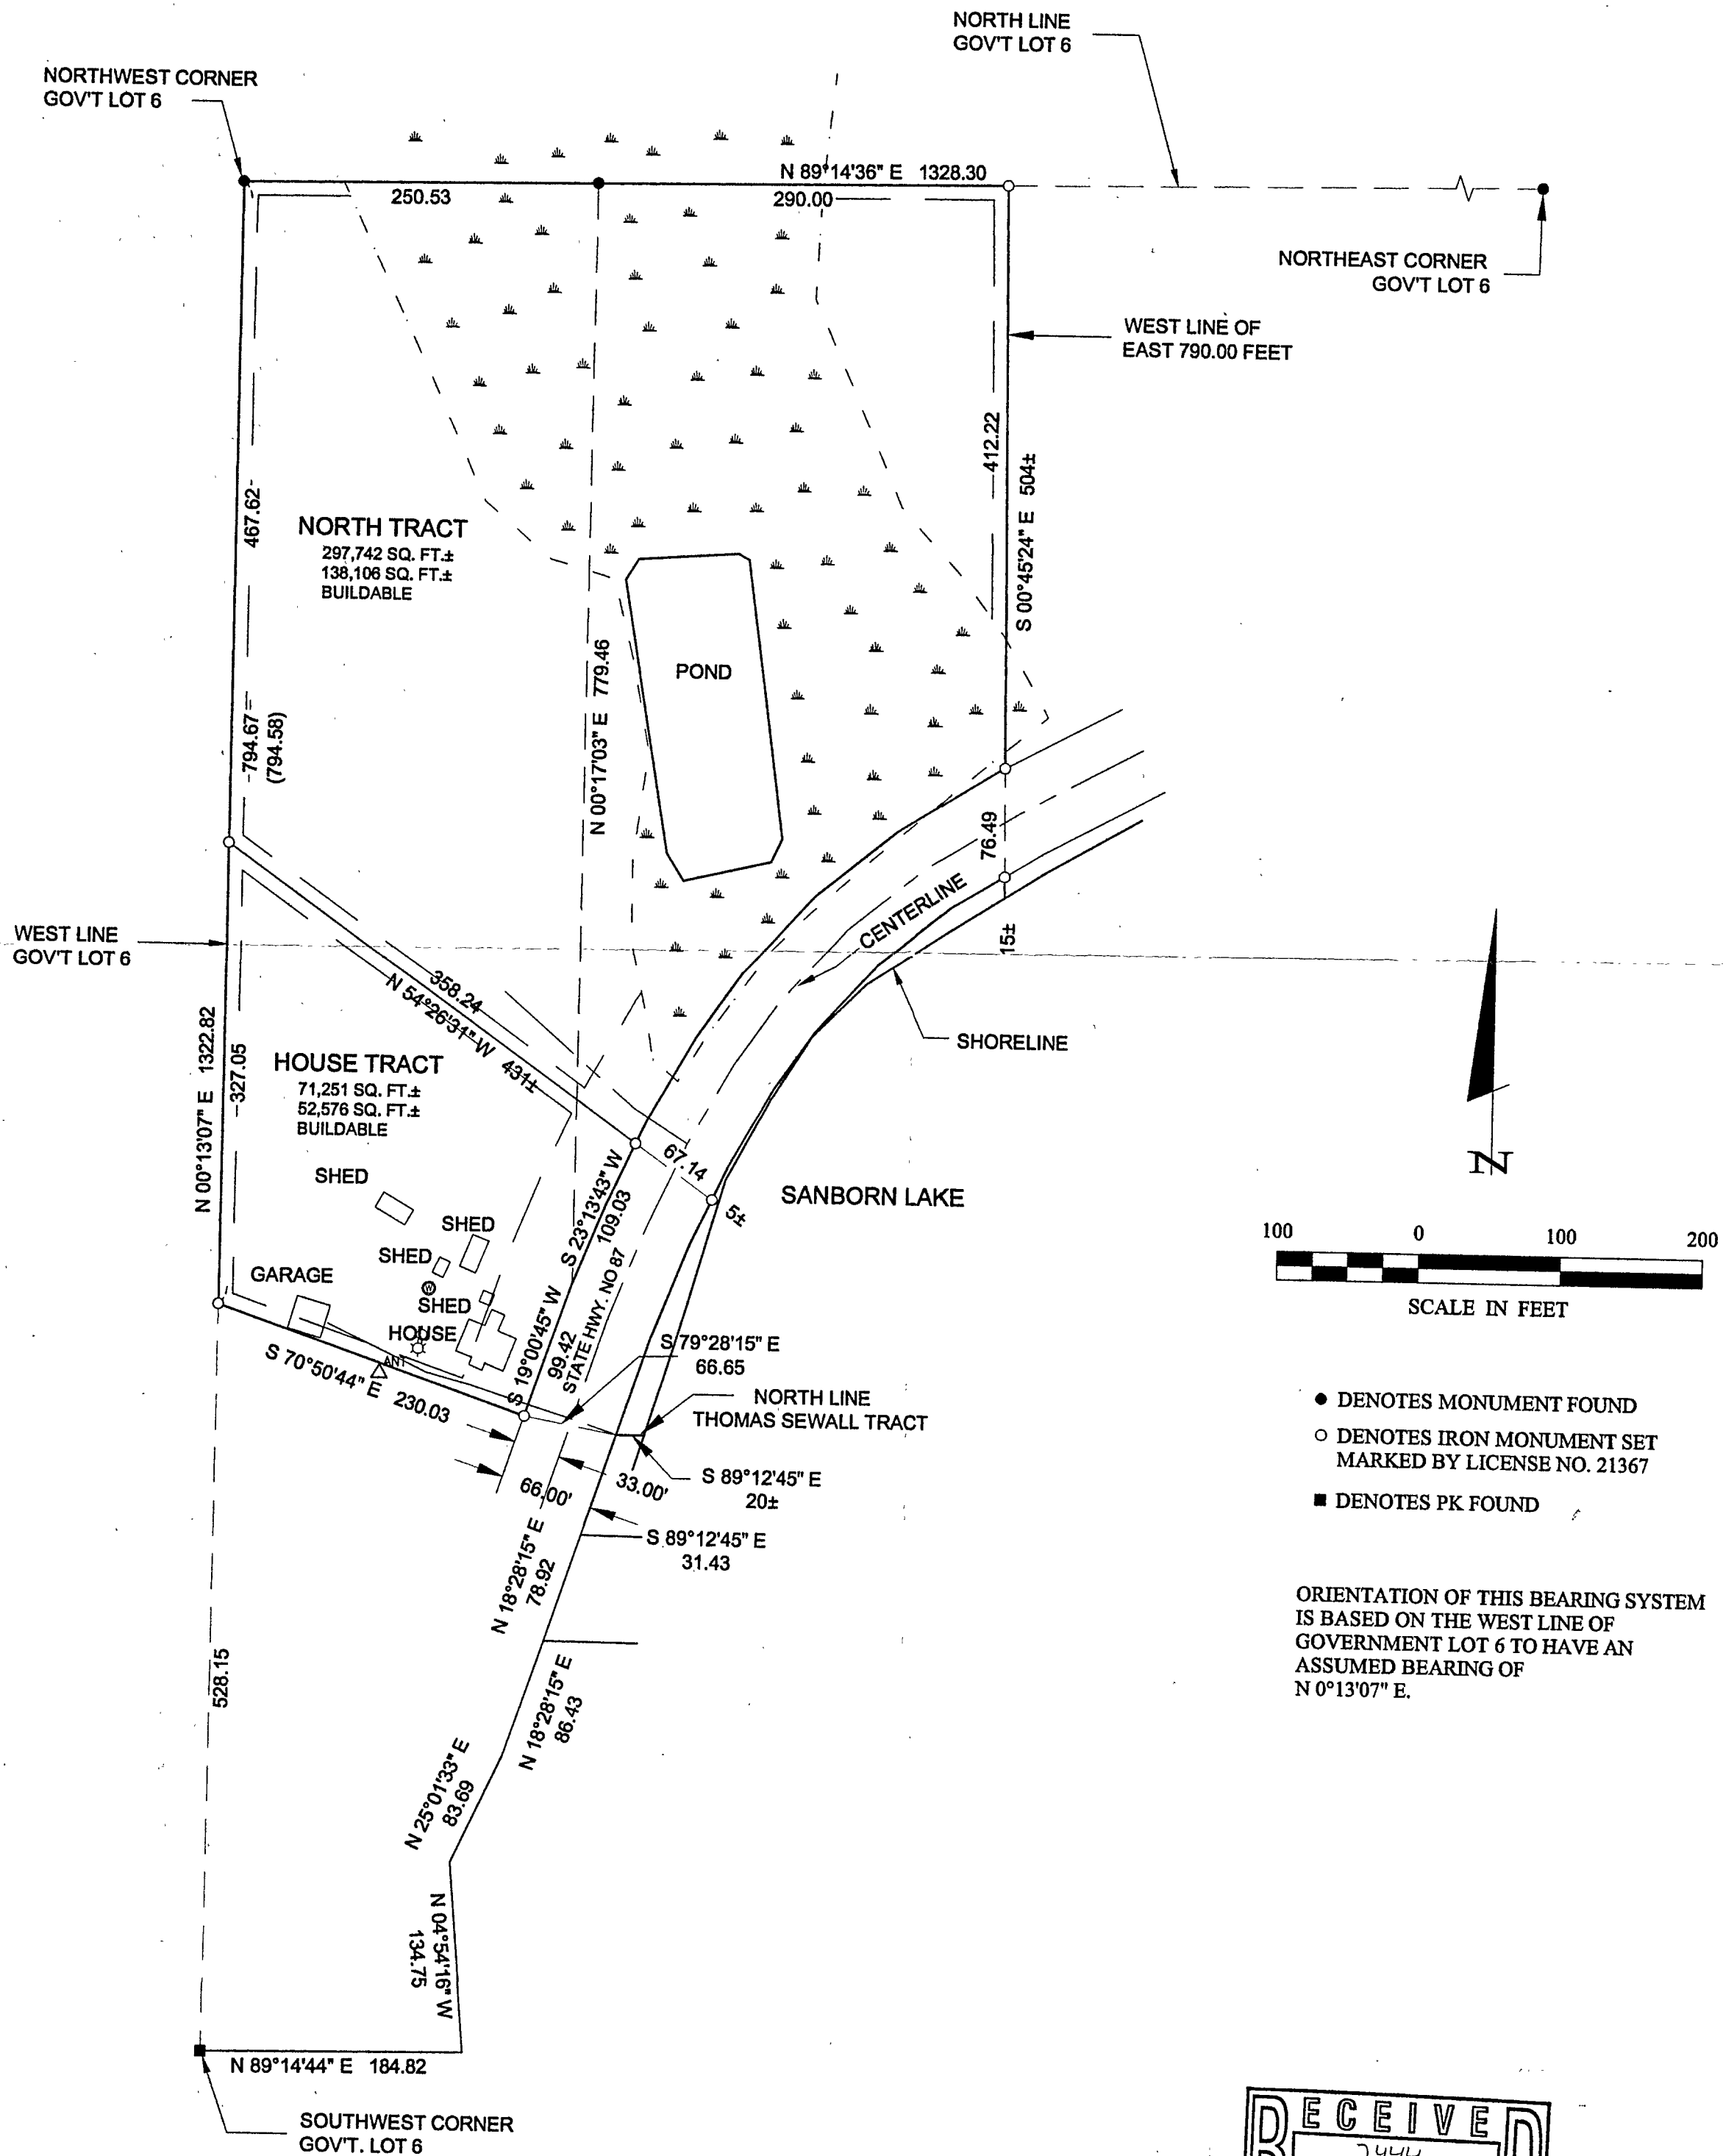 NORTH LINE
GOV'T LOT 6
NORTHWEST CORNER
GOV'T LOT 6
N 89°14'36" E 1328.30
250.53
290.00
NORTHEAST CORNER
GOV'T LOT 6
WEST LINE OF
EAST 790.00 FEET
412.22
S 00°45'24" E 504±
467.62
NORTH TRACT
297,742 SQ. FT.±
138,106 SQ. FT.±
BUILDABLE
794.67
(794.58)
N 00°17'03" E 779.46
POND
76.49
CENTERLINE
15±
WEST LINE
GOV'T LOT 6
358.24
N 54°26'31" W 431±
SHORELINE
N 00°13'07" E 1322.82
327.05
HOUSE TRACT
71,251 SQ. FT.±
52,576 SQ. FT.±
BUILDABLE
67.14
5±
SANBORN LAKE
N
SHED
SHED
SHED
W
SHED
GARAGE
HOUSE
ANT
S 23°13'43" W
109.03
S 19°00'45" W
99.42
STATE HWY. NO 87
100 0 100 200
SCALE IN FEET
S 70°50'44" E 230.03
S 79°28'15" E
66.65
NORTH LINE
THOMAS SEWALL TRACT
66.00'
33.00'
S 89°12'45" E
20±
S 89°12'45" E
31.43
● DENOTES MONUMENT FOUND
○ DENOTES IRON MONUMENT SET
MARKED BY LICENSE NO. 21367
■ DENOTES PK FOUND
N 18°28'15" E
78.92
ORIENTATION OF THIS BEARING SYSTEM
IS BASED ON THE WEST LINE OF
GOVERNMENT LOT 6 TO HAVE AN
ASSUMED BEARING OF
N 0°13'07" E.
528.15
N 18°28'15" E
86.43
N 25°01'33" E
83.69
N 04°54'16" W
134.75
N 89°14'44" E 184.82
SOUTHWEST CORNER
GOV'T. LOT 6
RECEIVED